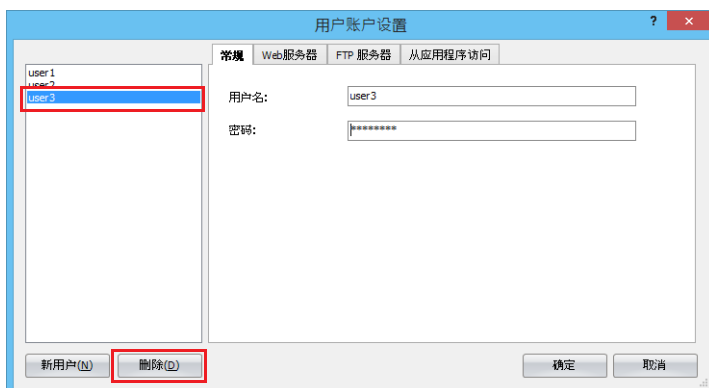 用户账户设置
?
常规 Web服务器 FTP 服务器 从应用程序访问
user1
user2
user3
用户名: user3
密码: ********
新用户(N) 删除(D) 确定 取消